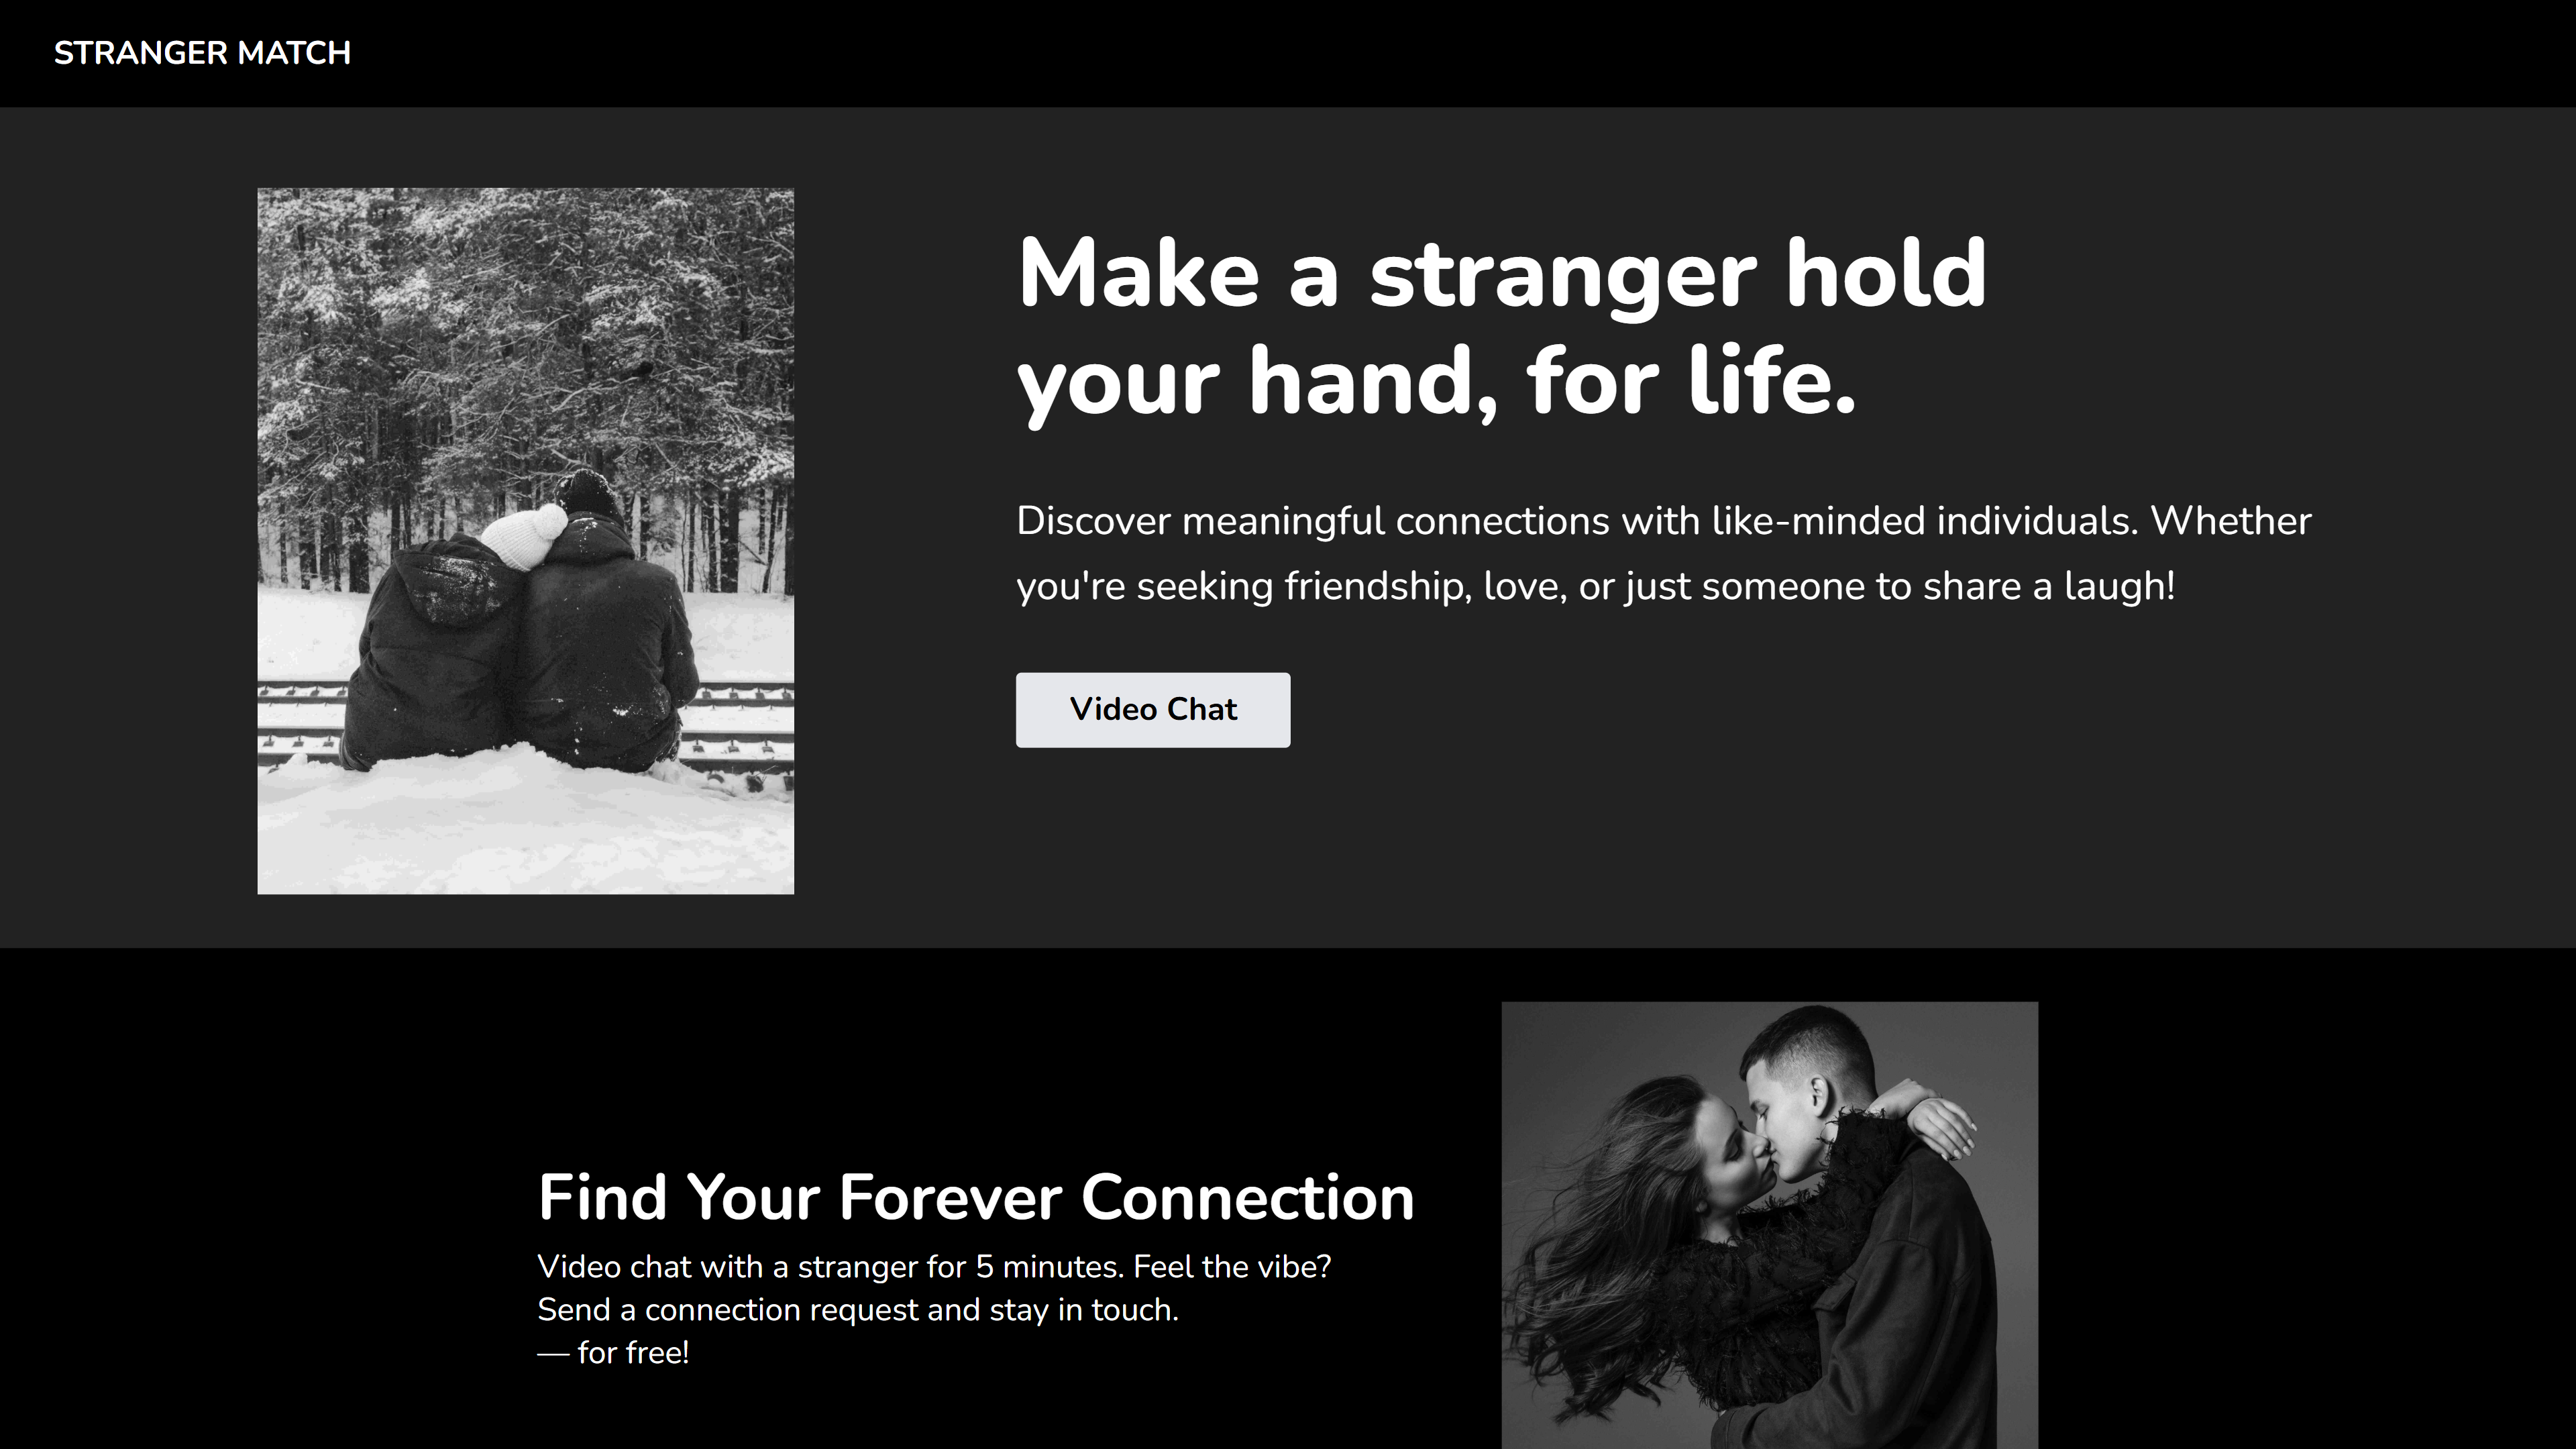 STRANGER MATCH
Make a stranger hold
your hand, for life.
Discover meaningful connections with like-minded individuals. Whether
you're seeking friendship, love, or just someone to share a laugh!
Video Chat
Find Your Forever Connection
Video chat with a stranger for 5 minutes. Feel the vibe?
Send a connection request and stay in touch.
— for free!